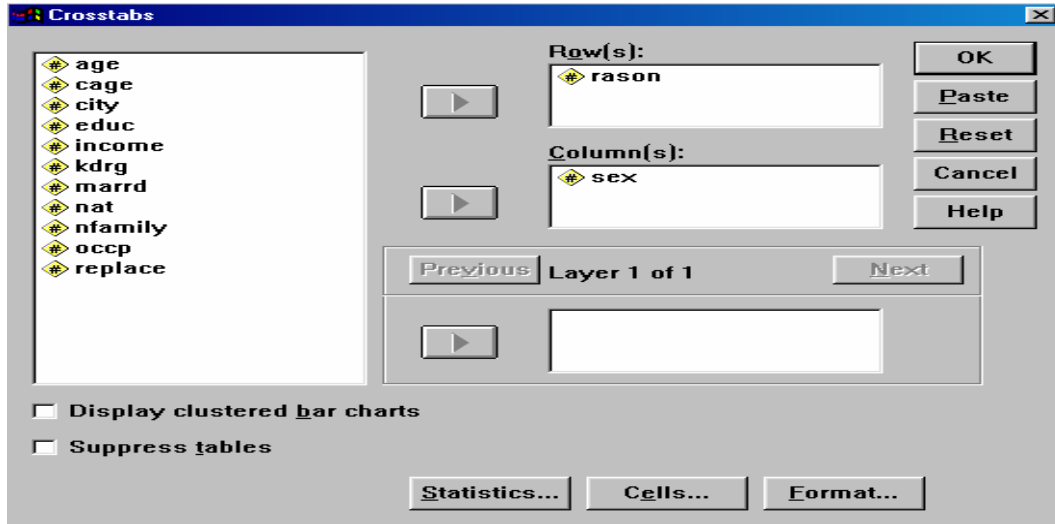 Crosstabs
age
cage
city
educ
income
kdrg
marrd
nat
nfamily
occp
replace
Row(s):
rason
Column(s):
sex
OK
Paste
Reset
Cancel
Help
Previous
Layer 1 of 1
Next
Display clustered bar charts
Suppress tables
Statistics...
Cells...
Format...